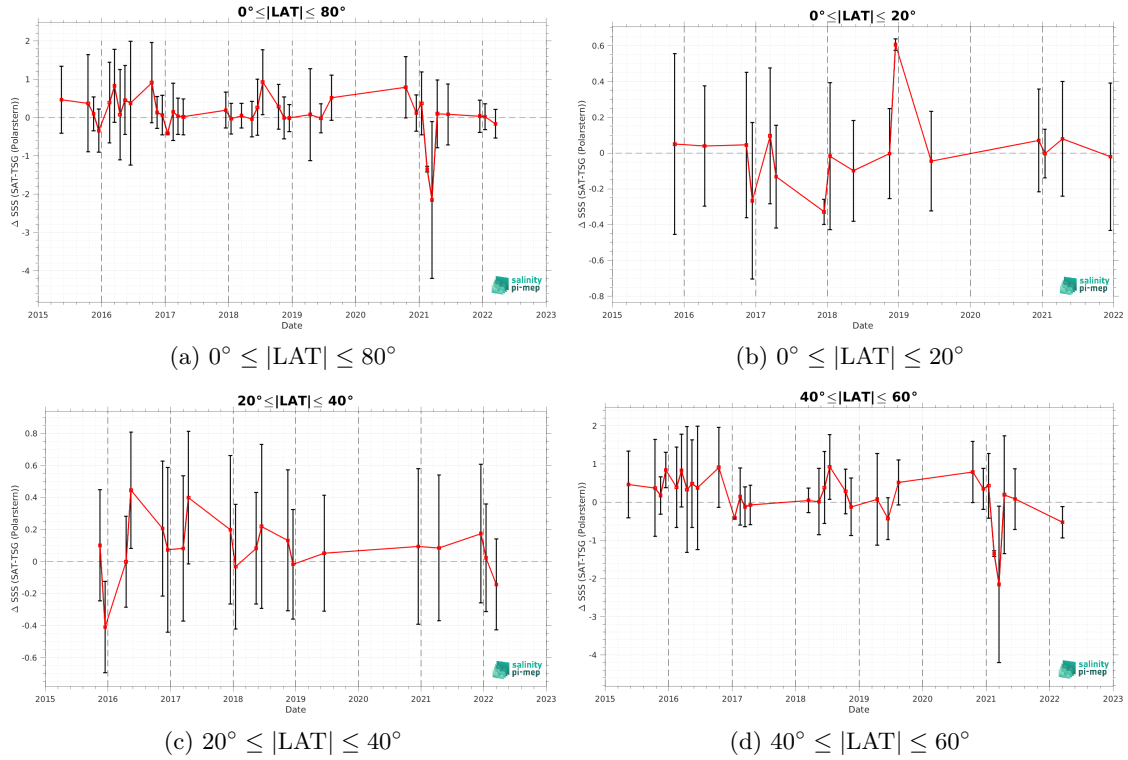 0°≤|LAT|≤ 80°
Δ SSS (SAT-TSG (Polarstern))
2
1
0
-1
-2
-3
-4
2015 2016 2017 2018 2019 2020 2021 2022 2023
Date
salinity
pi-mep
(a) 0° ≤ |LAT| ≤ 80°
0°≤|LAT|≤ 20°
Δ SSS (SAT-TSG (Polarstern))
0.6
0.4
0.2
0
-0.2
-0.4
-0.6
-0.8
2016 2017 2018 2019 2020 2021 2022
Date
salinity
pi-mep
(b) 0° ≤ |LAT| ≤ 20°
20°≤|LAT|≤ 40°
Δ SSS (SAT-TSG (Polarstern))
0.8
0.6
0.4
0.2
0
-0.2
-0.4
-0.6
2015 2016 2017 2018 2019 2020 2021 2022 2023
Date
salinity
pi-mep
(c) 20° ≤ |LAT| ≤ 40°
40°≤|LAT|≤ 60°
Δ SSS (SAT-TSG (Polarstern))
2
1
0
-1
-2
-3
-4
2015 2016 2017 2018 2019 2020 2021 2022 2023
Date
salinity
pi-mep
(d) 40° ≤ |LAT| ≤ 60°